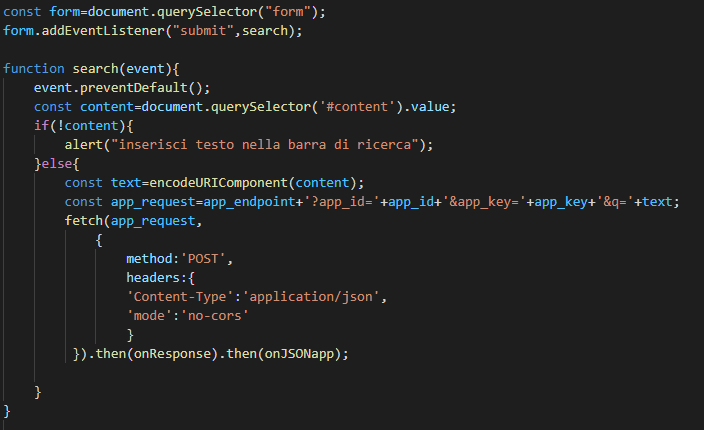 const form=document.querySelector("form");
form.addEventListener("submit",search);

function search(event){
    event.preventDefault();
    const content=document.querySelector('#content').value;
    if(!content){
        alert("inserisci testo nella barra di ricerca");
    }else{
        const text=encodeURIComponent(content);
        const app_request=app_endpoint+'?app_id='+app_id+'&app_key='+app_key+'&q='+text;
        fetch(app_request,
            {
                method:'POST',
                headers:{
                'Content-Type':'application/json',
                'mode':'no-cors'
                }
         }).then(onResponse).then(onJSONapp);

    }
}